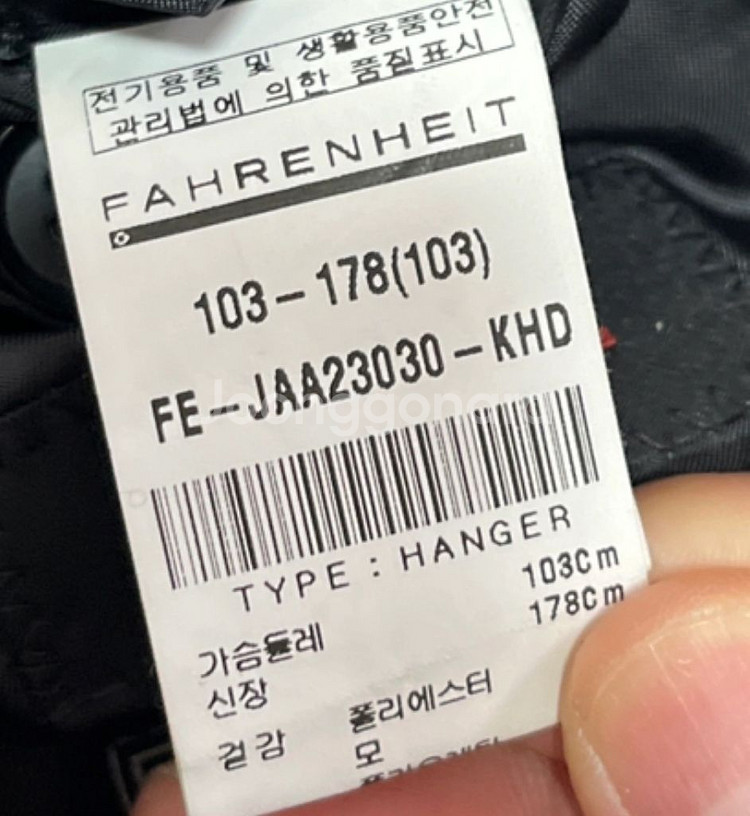 전기용품 및 생활용품안전
관리법에 의한 품질표시
FAHRENHEIT
103-178(103)
FE-JAA23030-KHD
TYPE : HANGER
가슴둘레 103Cm
신장 178Cm
겉감 폴리에스터
모